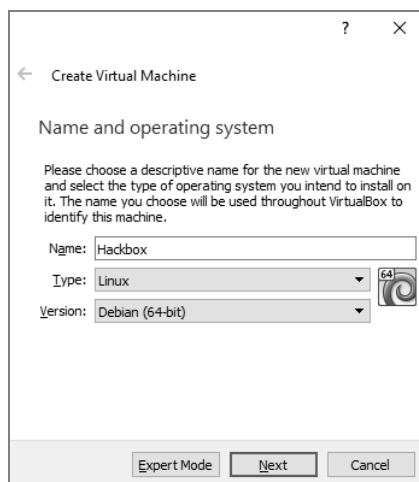 ?
Create Virtual Machine
Name and operating system
Please choose a descriptive name for the new virtual machine
and select the type of operating system you intend to install on
it. The name you choose will be used throughout VirtualBox to
identify this machine.
Name: Hackbox
Type: Linux
64
Version: Debian (64-bit)
Expert Mode Next Cancel